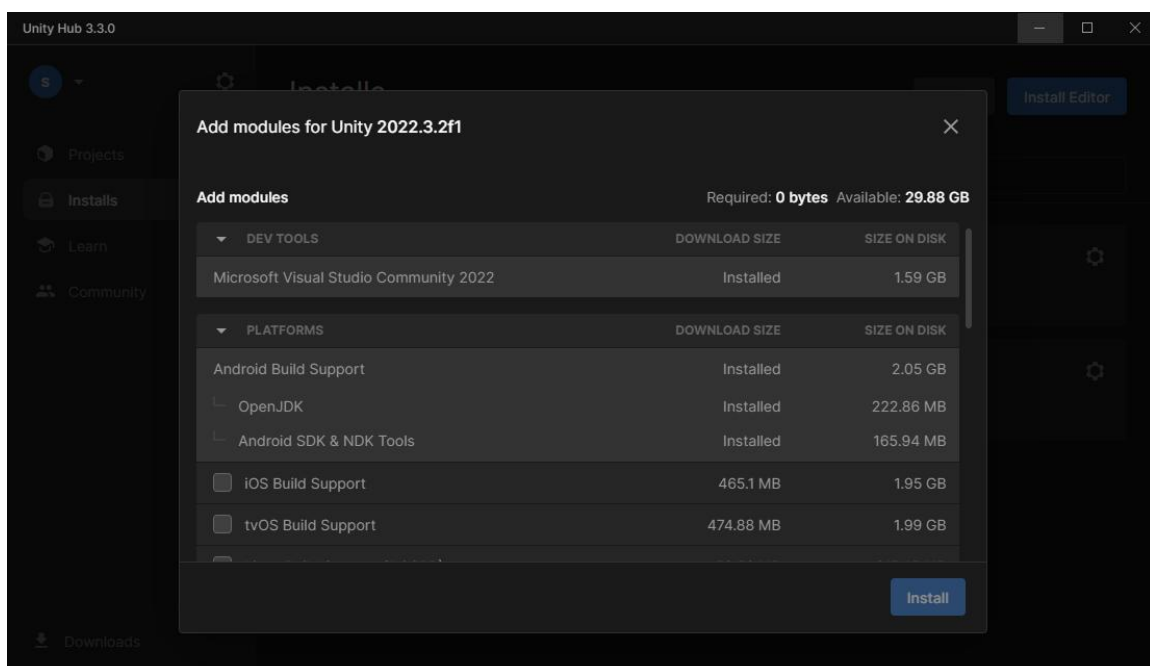 Unity Hub 3.3.0
S
Install Editor
Projects
Installs
Learn
Community
Downloads
Add modules for Unity 2022.3.2f1
Add modules Required: 0 bytes Available: 29.88 GB
DEV TOOLS DOWNLOAD SIZE SIZE ON DISK
Microsoft Visual Studio Community 2022 Installed 1.59 GB
PLATFORMS DOWNLOAD SIZE SIZE ON DISK
Android Build Support Installed 2.05 GB
OpenJDK Installed 222.86 MB
Android SDK & NDK Tools Installed 165.94 MB
iOS Build Support 465.1 MB 1.95 GB
tvOS Build Support 474.88 MB 1.99 GB
Install